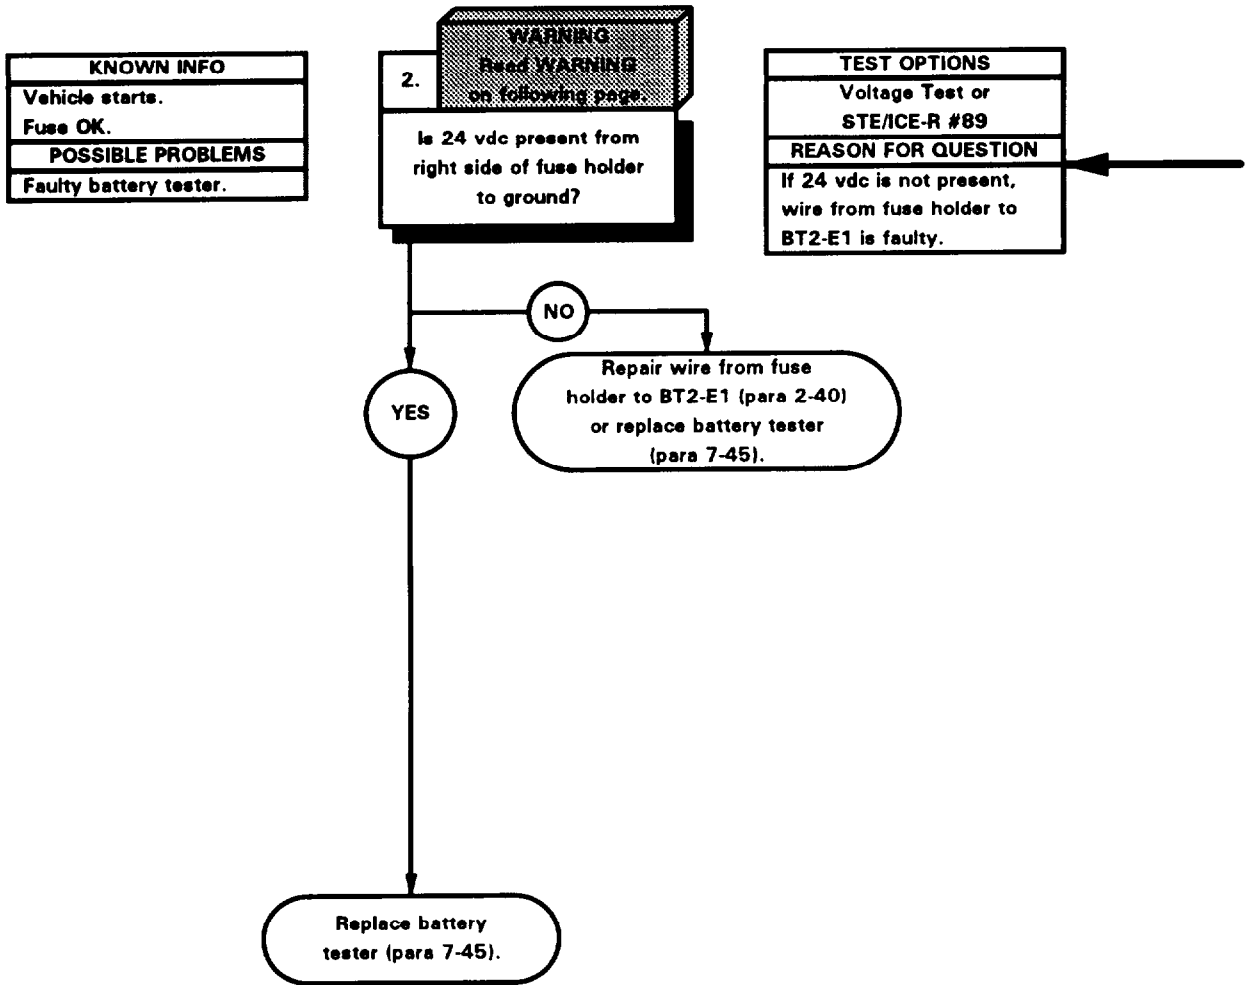 KNOWN INFO
Vehicle starts.
Fuse OK.
POSSIBLE PROBLEMS
Faulty battery tester.
WARNING
Read WARNING
on following page.
2.
Is 24 vdc present from
right side of fuse holder
to ground?
TEST OPTIONS
Voltage Test or
STE/ICE-R #89
REASON FOR QUESTION
If 24 vdc is not present,
wire from fuse holder to
BT2-E1 is faulty.
NO
YES
Repair wire from fuse
holder to BT2-E1 (para 2-40)
or replace battery tester
(para 7-45).
Replace battery
tester (para 7-45).